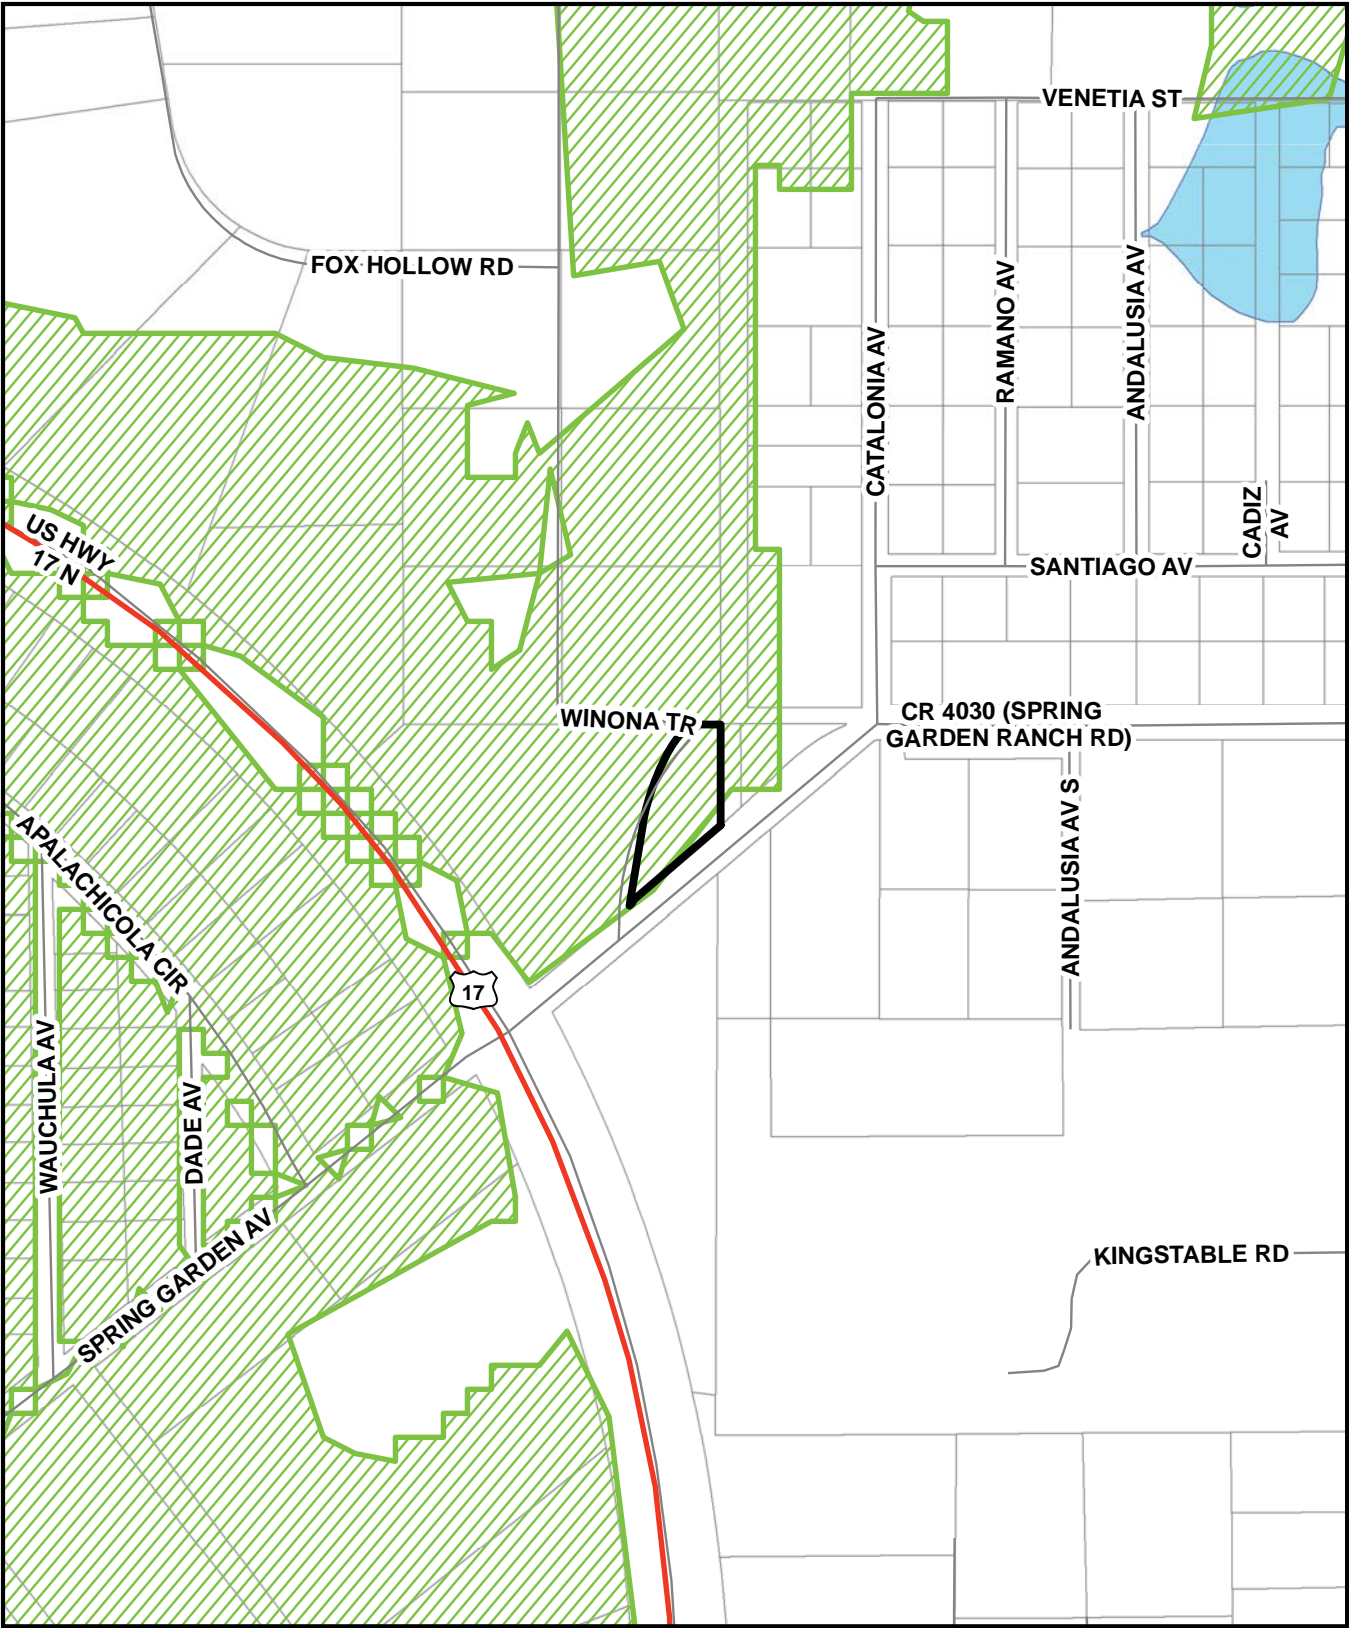 VENETIA ST
FOX HOLLOW RD
CATALONIA AV
RAMANO AV
ANDALUSIA AV
CADIZ
AV
US HWY
17 N
SANTIAGO AV
WINONA TR
CR 4030 (SPRING
GARDEN RANCH RD)
ANDALUSIA AV S
APALACHICOLA CIR
17
WAUCHULA AV
DADE AV
SPRING GARDEN AV
KINGSTABLE RD